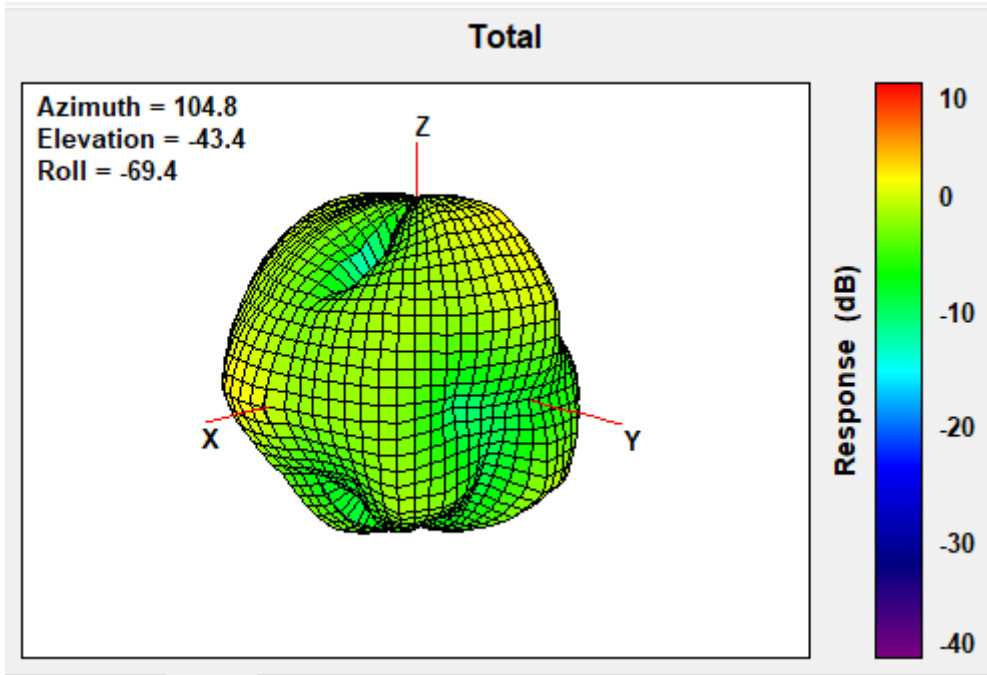 Total
Azimuth = 104.8
Elevation = -43.4
Roll = -69.4
Z
X
Y
Response (dB)
10
0
-10
-20
-30
-40